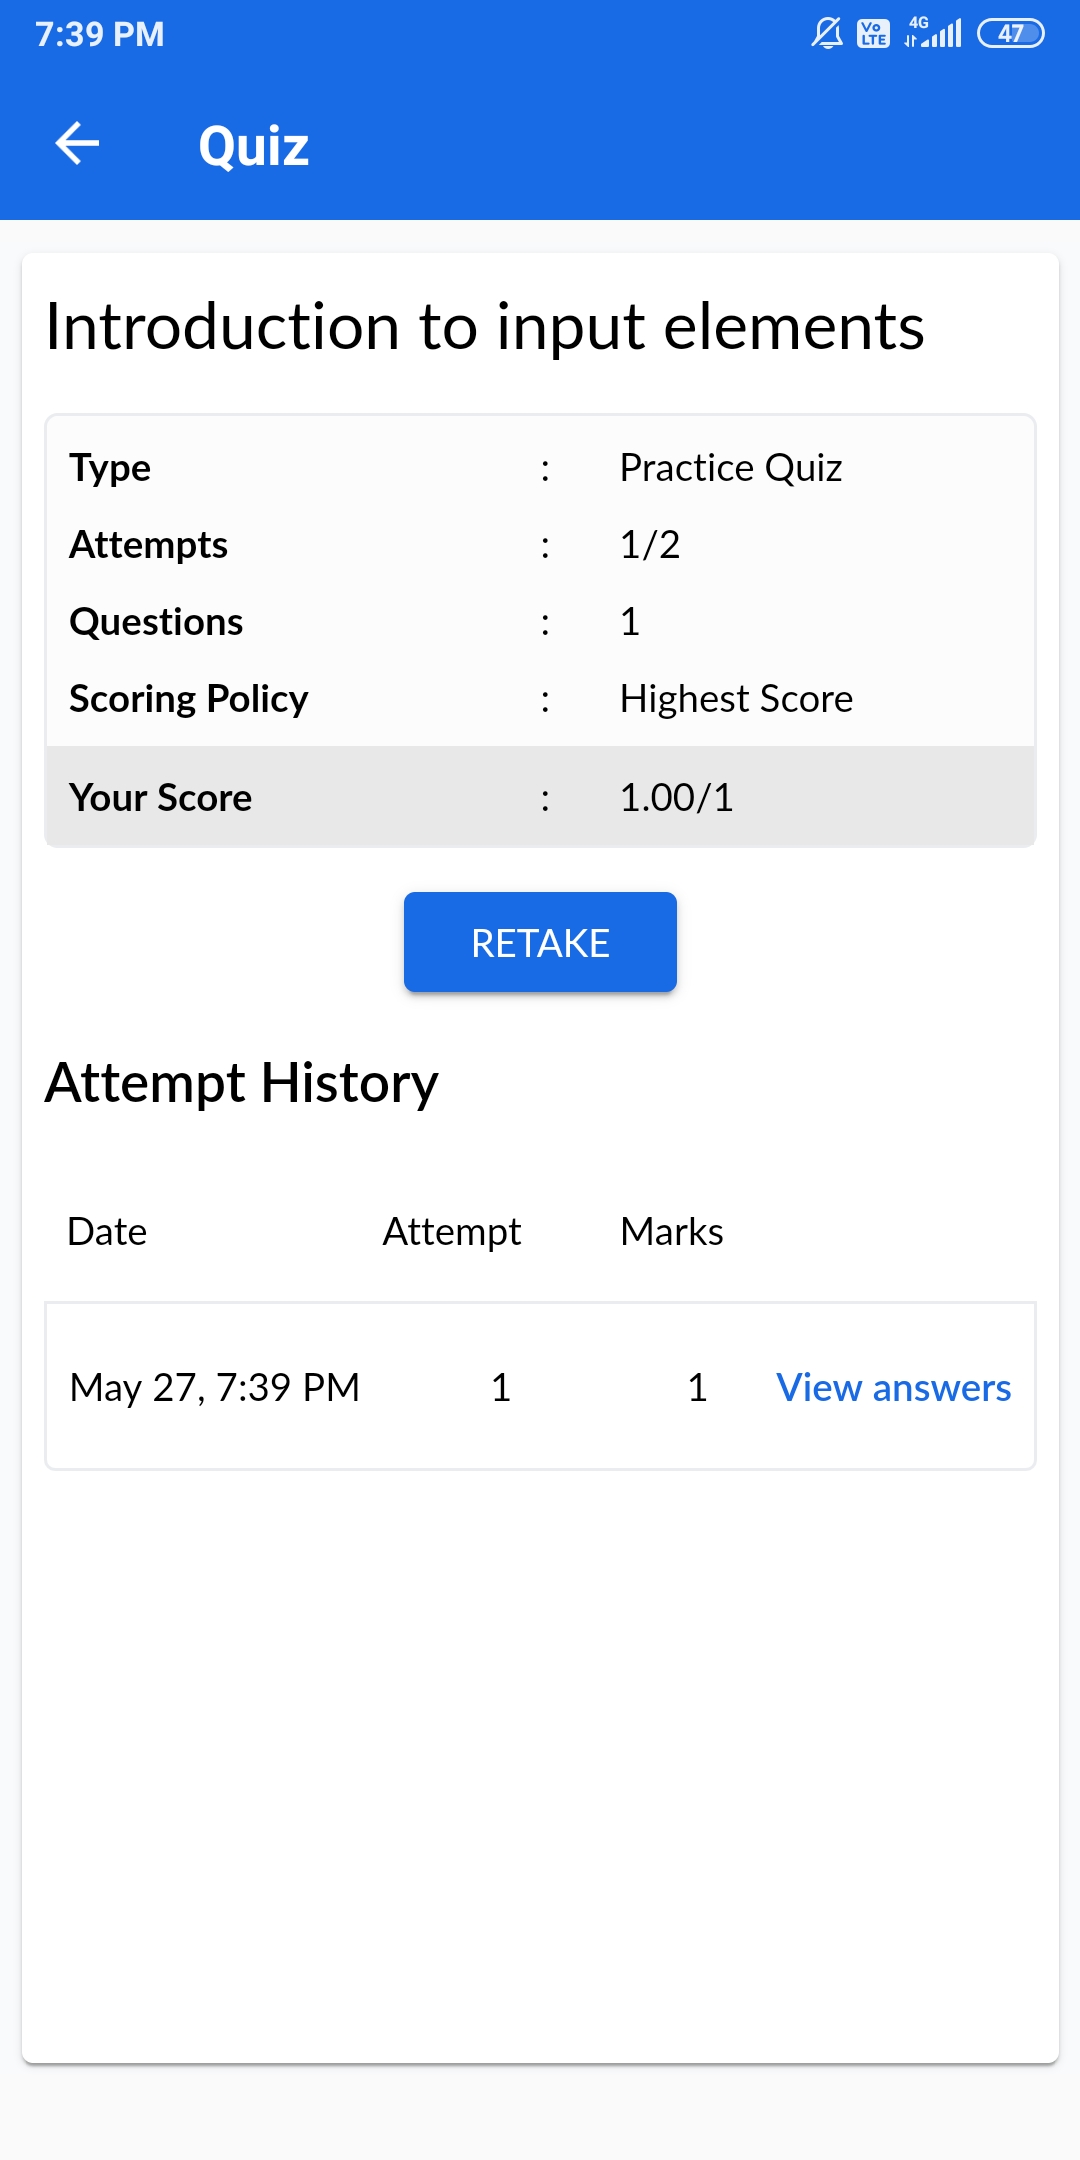 7:39 PM
VO LTE 4G 47
Quiz
Introduction to input elements
Type : Practice Quiz
Attempts : 1/2
Questions : 1
Scoring Policy : Highest Score
Your Score : 1.00/1
RETAKE
Attempt History
Date Attempt Marks
May 27, 7:39 PM 1 1 View answers